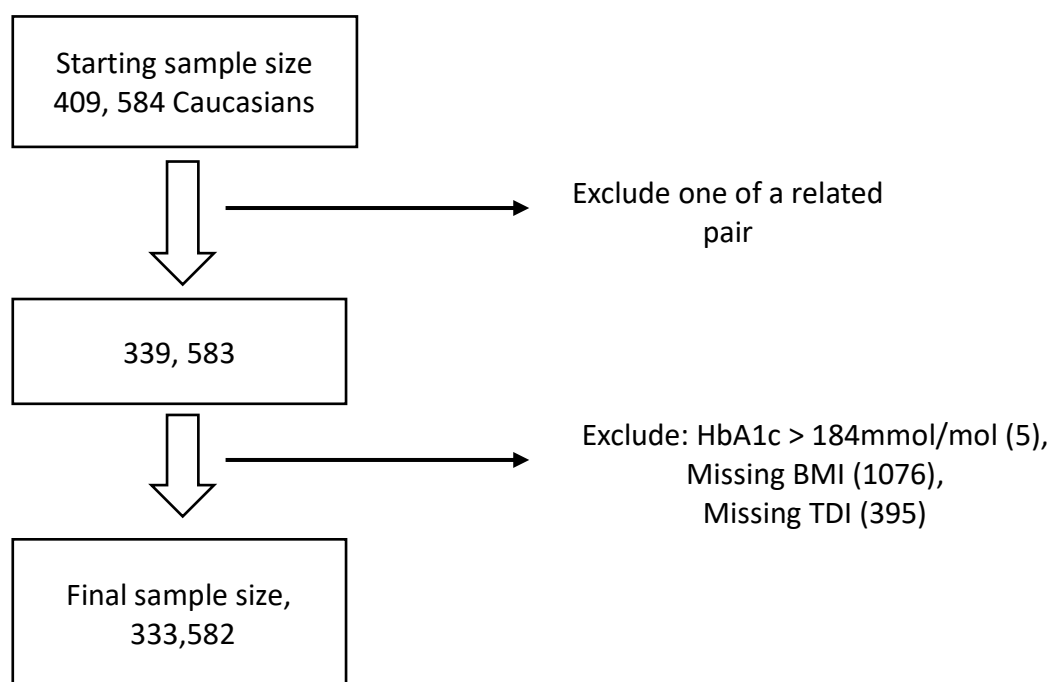 Starting sample size
409, 584 Caucasians
Exclude one of a related
pair
339, 583
Exclude: HbA1c > 184mmol/mol (5),
Missing BMI (1076),
Missing TDI (395)
Final sample size,
333,582